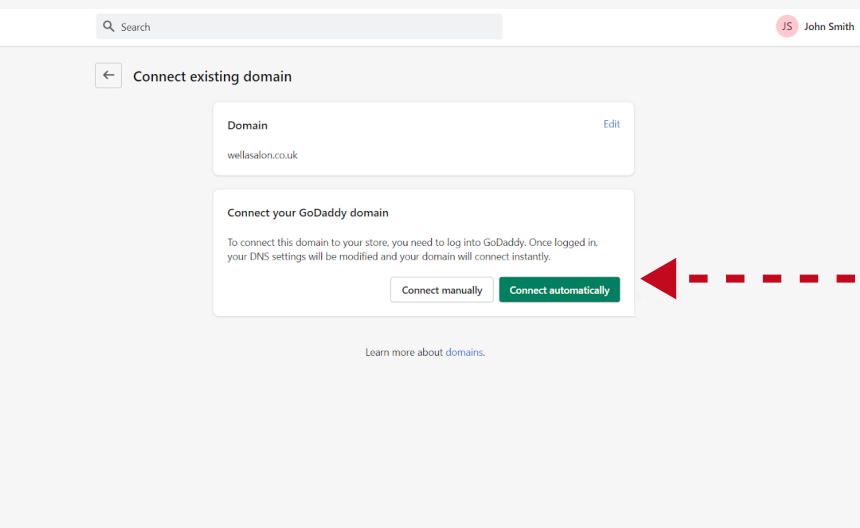 Search
JS
John Smith
Connect existing domain
Domain
Edit
wellasalon.co.uk
Connect your GoDaddy domain
To connect this domain to your store, you need to log into GoDaddy. Once logged in,
your DNS settings will be modified and your domain will connect instantly.
Connect manually
Connect automatically
Learn more about domains.